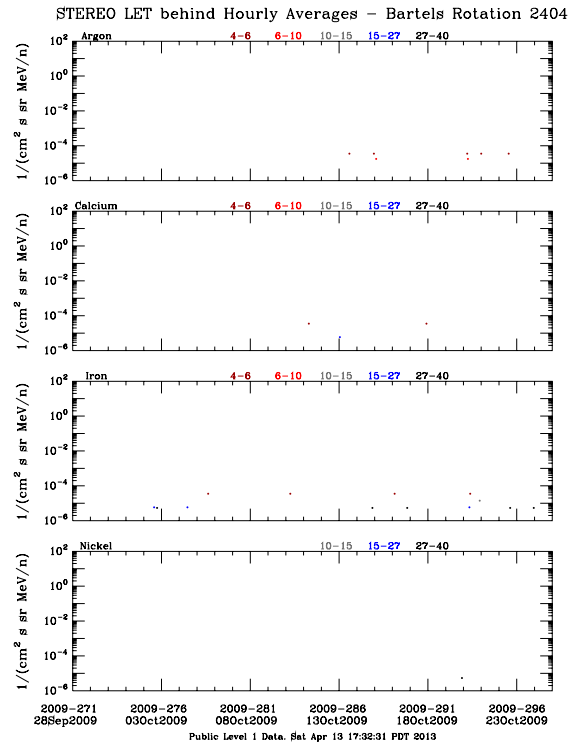 STEREO LET behind Hourly Averages – Bartels Rotation 2404
Argon 4–6 6–10 10–15 15–27 27–40
10^2
10^0
10^-4
10^-6
1/(cm^2 s sr MeV/n)
Calcium 4–6 6–10 10–15 15–27 27–40
10^2
10^0
10^-2
10^-4
10^-6
1/(cm^2 s sr MeV/n)
Iron 4–6 6–10 10–15 15–27 27–40
10^2
10^0
10^-2
10^-4
10^-6
1/(cm^2 s sr MeV/n)
Nickel 10–15 15–27 27–40
10^2
10^0
10^-2
10^-4
10^-6
1/(cm^2 s sr MeV/n)
2009–271 2009–276 2009–281 2009–286 2009–291 2009–296
28Sep2009 03Oct2009 08Oct2009 13Oct2009 18Oct2009 23Oct2009
Public Level 1 Data. Sat Apr 13 17:32:31 PDT 2013